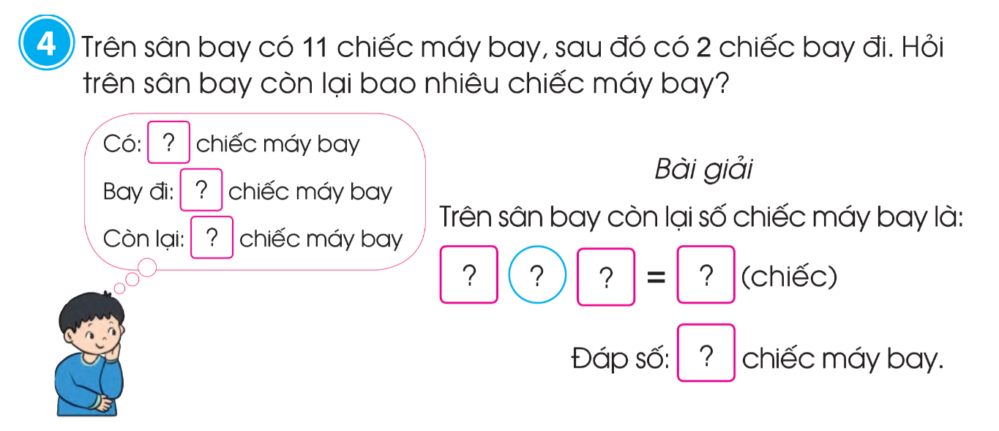 4 Trên sân bay có 11 chiếc máy bay, sau đó có 2 chiếc bay đi. Hỏi
trên sân bay còn lại bao nhiêu chiếc máy bay?
Có: ? chiếc máy bay
Bay đi: ? chiếc máy bay
Còn lại: ? chiếc máy bay
Bài giải
Trên sân bay còn lại số chiếc máy bay là:
? ? ? = ? (chiếc)
Đáp số: ? chiếc máy bay.